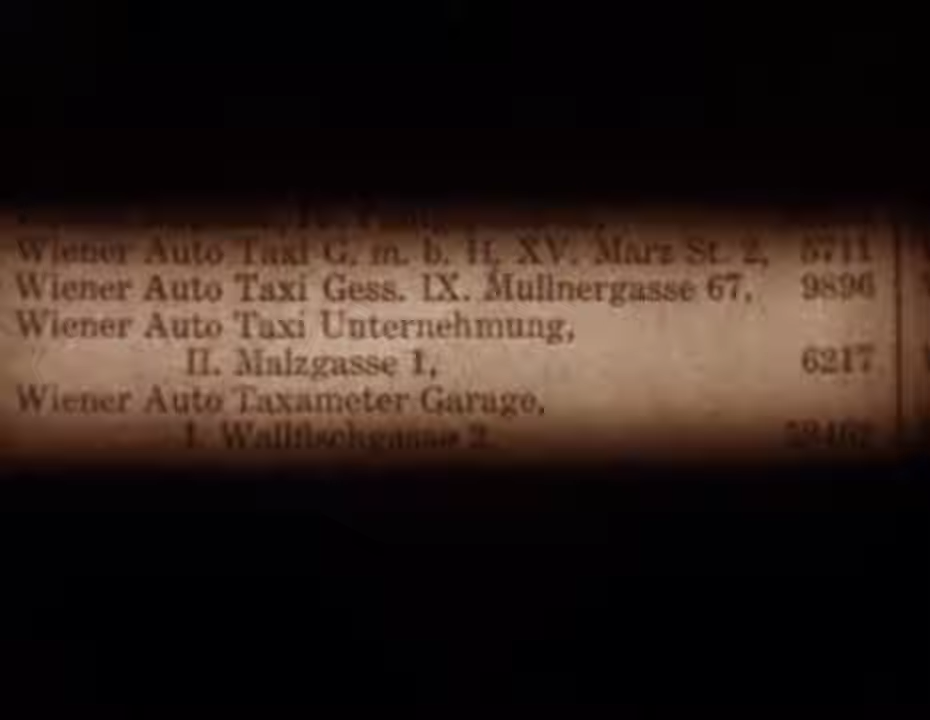 Wiener Auto Taxi G. m. b. H. XV. Marz St. 2, 5711
Wiener Auto Taxi Gess. IX. Mullnergasse 67, 9896
Wiener Auto Taxi Unternehmung,
II. Malzgasse 1, 6217
Wiener Auto Taxameter Garage,
I. Wallfischgasse 2